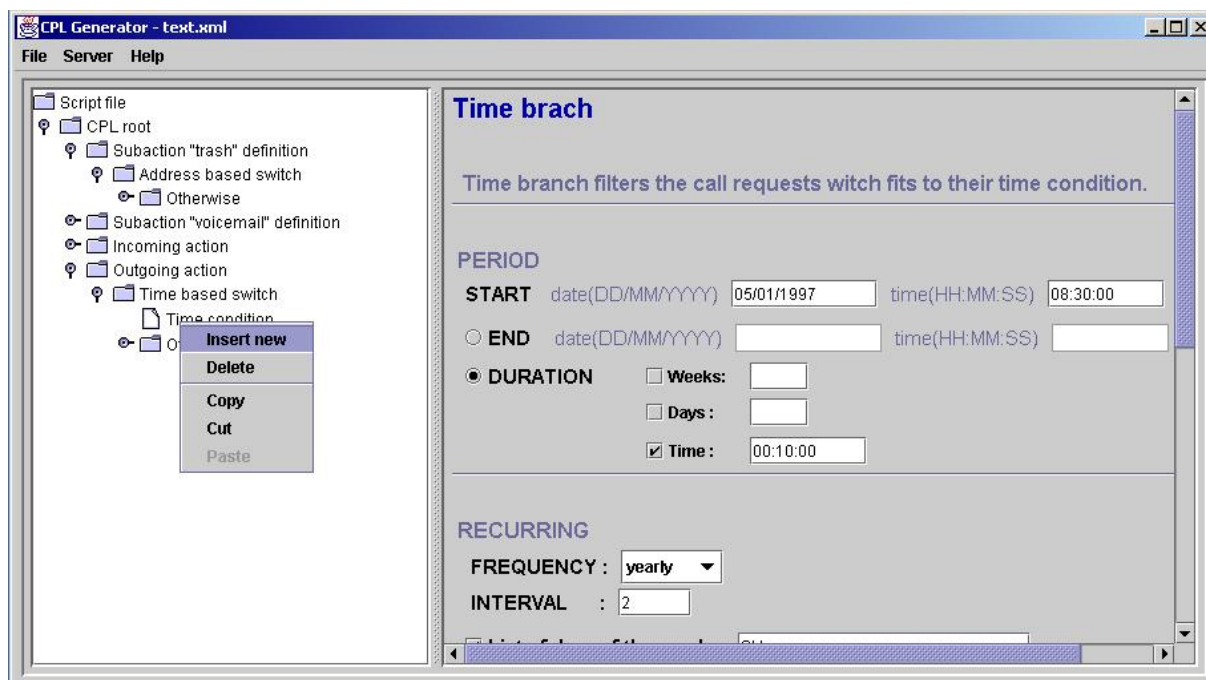 CPL Generator - text.xml
File Server Help
Script file
CPL root
Subaction "trash" definition
Address based switch
Otherwise
Subaction "voicemail" definition
Incoming action
Outgoing action
Time based switch
Time condition
Insert new
Delete
Copy
Cut
Paste
Time brach
Time branch filters the call requests witch fits to their time condition.
PERIOD
START date(DD/MM/YYYY) 05/01/1997 time(HH:MM:SS) 08:30:00
END date(DD/MM/YYYY) time(HH:MM:SS)
DURATION Weeks:
Days :
Time : 00:10:00
RECURRING
FREQUENCY : yearly
INTERVAL : 2